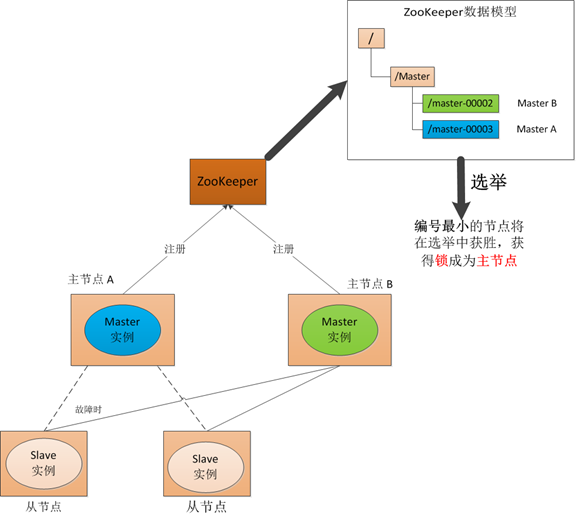 ZooKeeper数据模型
/
/Master
/master-00002 Master B
/master-00003 Master A
选举
编号最小的节点将
在选举中获胜，获
得锁成为主节点
ZooKeeper
注册 注册
主节点 A 主节点 B
Master
实例
Master
实例
故障时
Slave
实例
Slave
实例
从节点 从节点